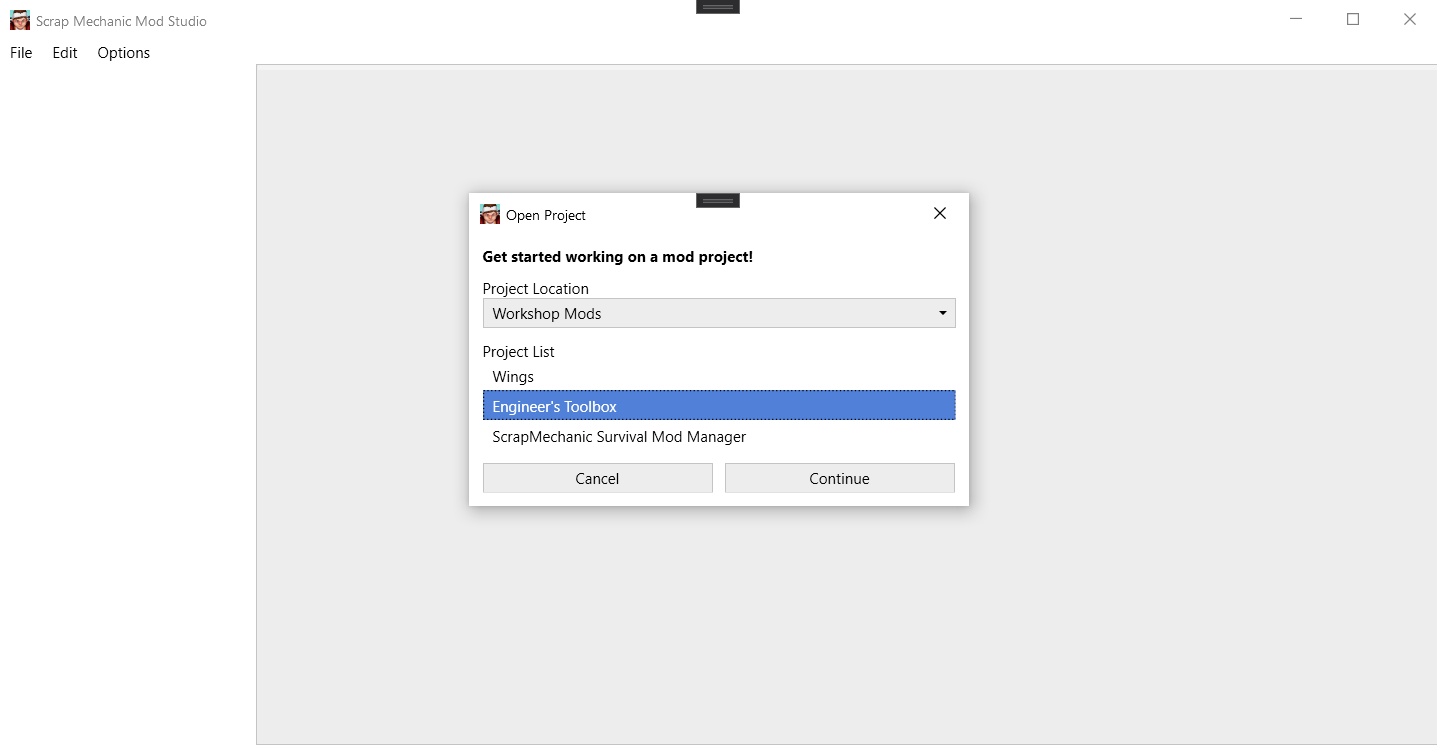 Scrap Mechanic Mod Studio
File Edit Options
Open Project
Get started working on a mod project!
Project Location
Workshop Mods
Project List
Wings
Engineer's Toolbox
ScrapMechanic Survival Mod Manager
Cancel Continue